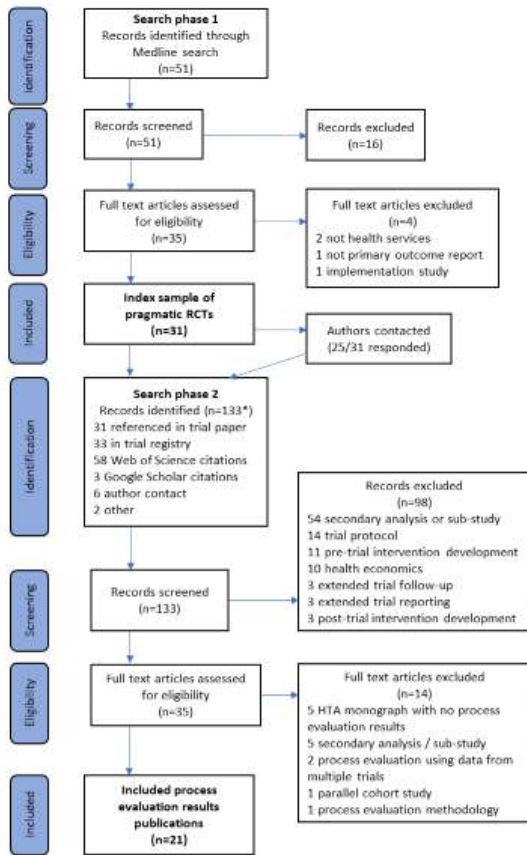 Identification
Search phase 1
Records identified through
Medline search
(n=51)
Screening
Records screened
(n=51)
Records excluded
(n=16)
Eligibility
Full text articles assessed
for eligibility
(n=35)
Full text articles excluded
(n=4)
2 not health services
1 not primary outcome report
1 implementation study
Included
Index sample of
pragmatic RCTs
(n=31)
Authors contacted
(25/31 responded)
Identification
Search phase 2
Records identified (n=133*)
31 referenced in trial paper
33 in trial registry
58 Web of Science citations
3 Google Scholar citations
6 author contact
2 other
Records excluded
(n=98)
54 secondary analysis or sub-study
14 trial protocol
11 pre-trial intervention development
10 health economics
3 extended trial follow-up
3 extended trial reporting
3 post-trial intervention development
Screening
Records screened
(n=133)
Eligibility
Full text articles assessed
for eligibility
(n=35)
Full text articles excluded
(n=14)
5 HTA monograph with no process
evaluation results
5 secondary analysis / sub-study
2 process evaluation using data from
multiple trials
1 parallel cohort study
1 process evaluation methodology
Included
Included process
evaluation results
publications
(n=21)